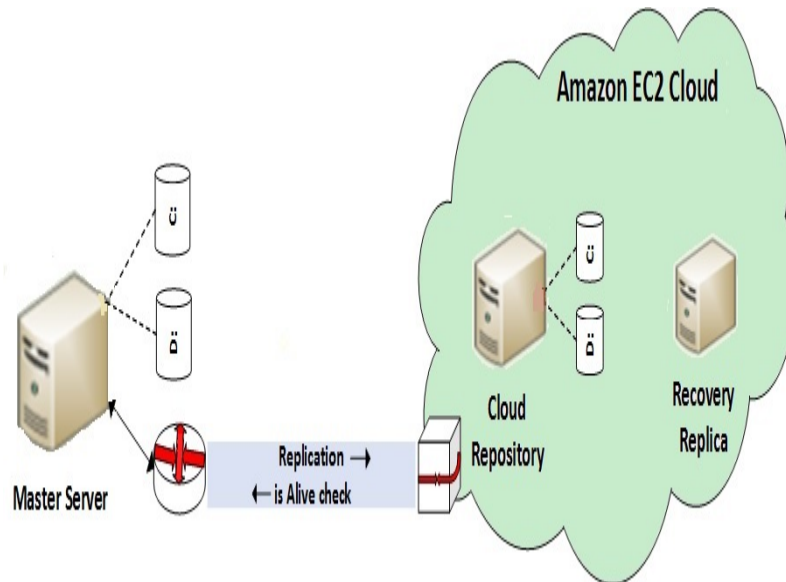 Amazon EC2 Cloud
C:
D:
C:
D:
Cloud
Repository
Recovery
Replica
Master Server
Replication →
← is Alive check